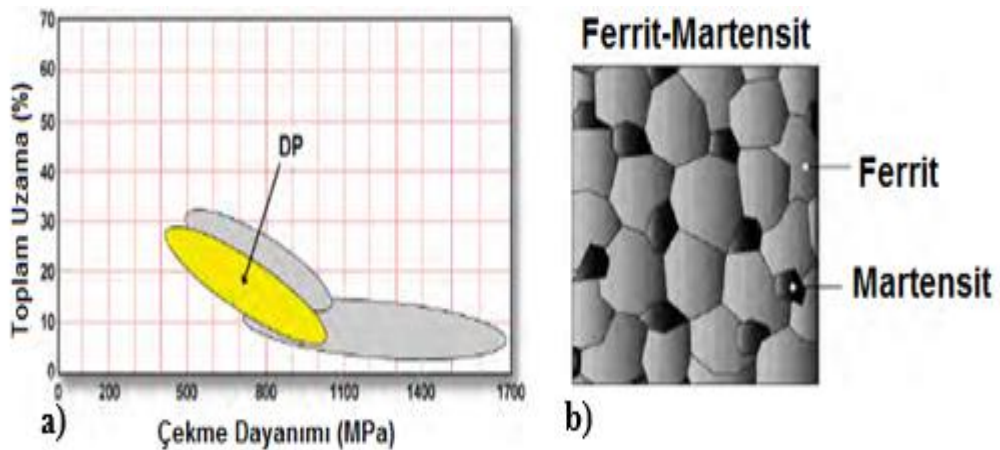 70
60
50
40
30
20
10
0
Toplam Uzama (%)
DP
0 200 500 800 1100 1400 1700
Çekme Dayanımı (MPa)
a)
Ferrit-Martensit
Ferrit
Martensit
b)